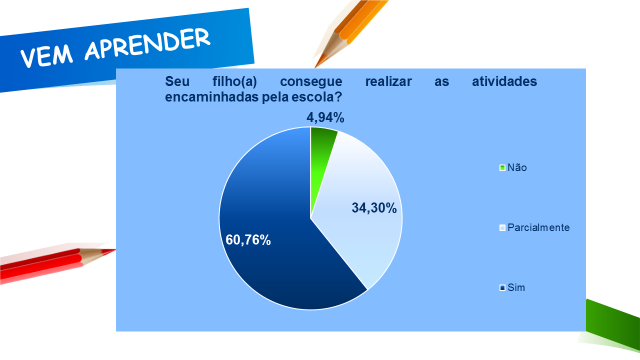 VEM APRENDER
Seu filho(a) consegue realizar as atividades
encaminhadas pela escola?
4,94%
34,30%
60,76%
Não
Parcialmente
Sim